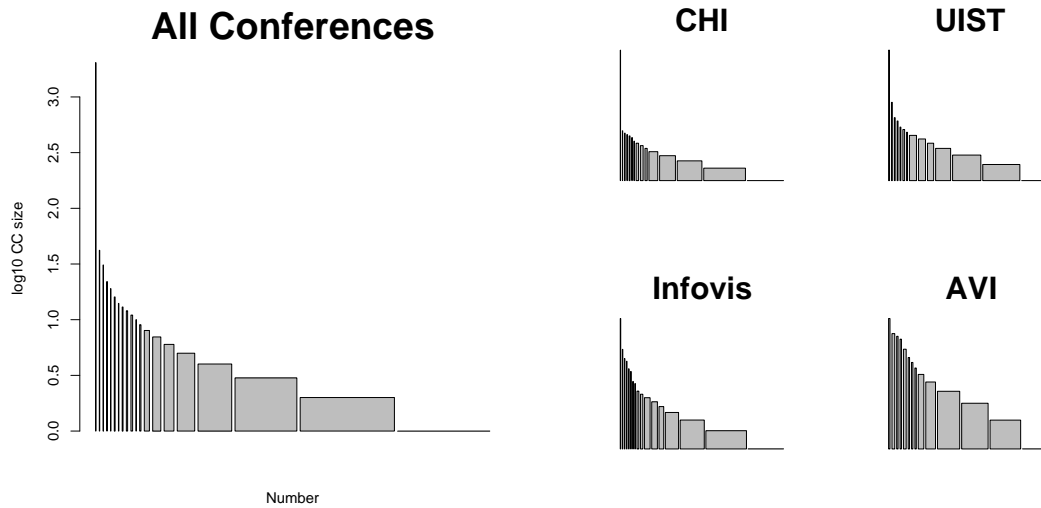 All Conferences
log10 CC size
0.0
0.5
1.0
1.5
2.0
2.5
3.0
Number
CHI
UIST
Infovis
AVI